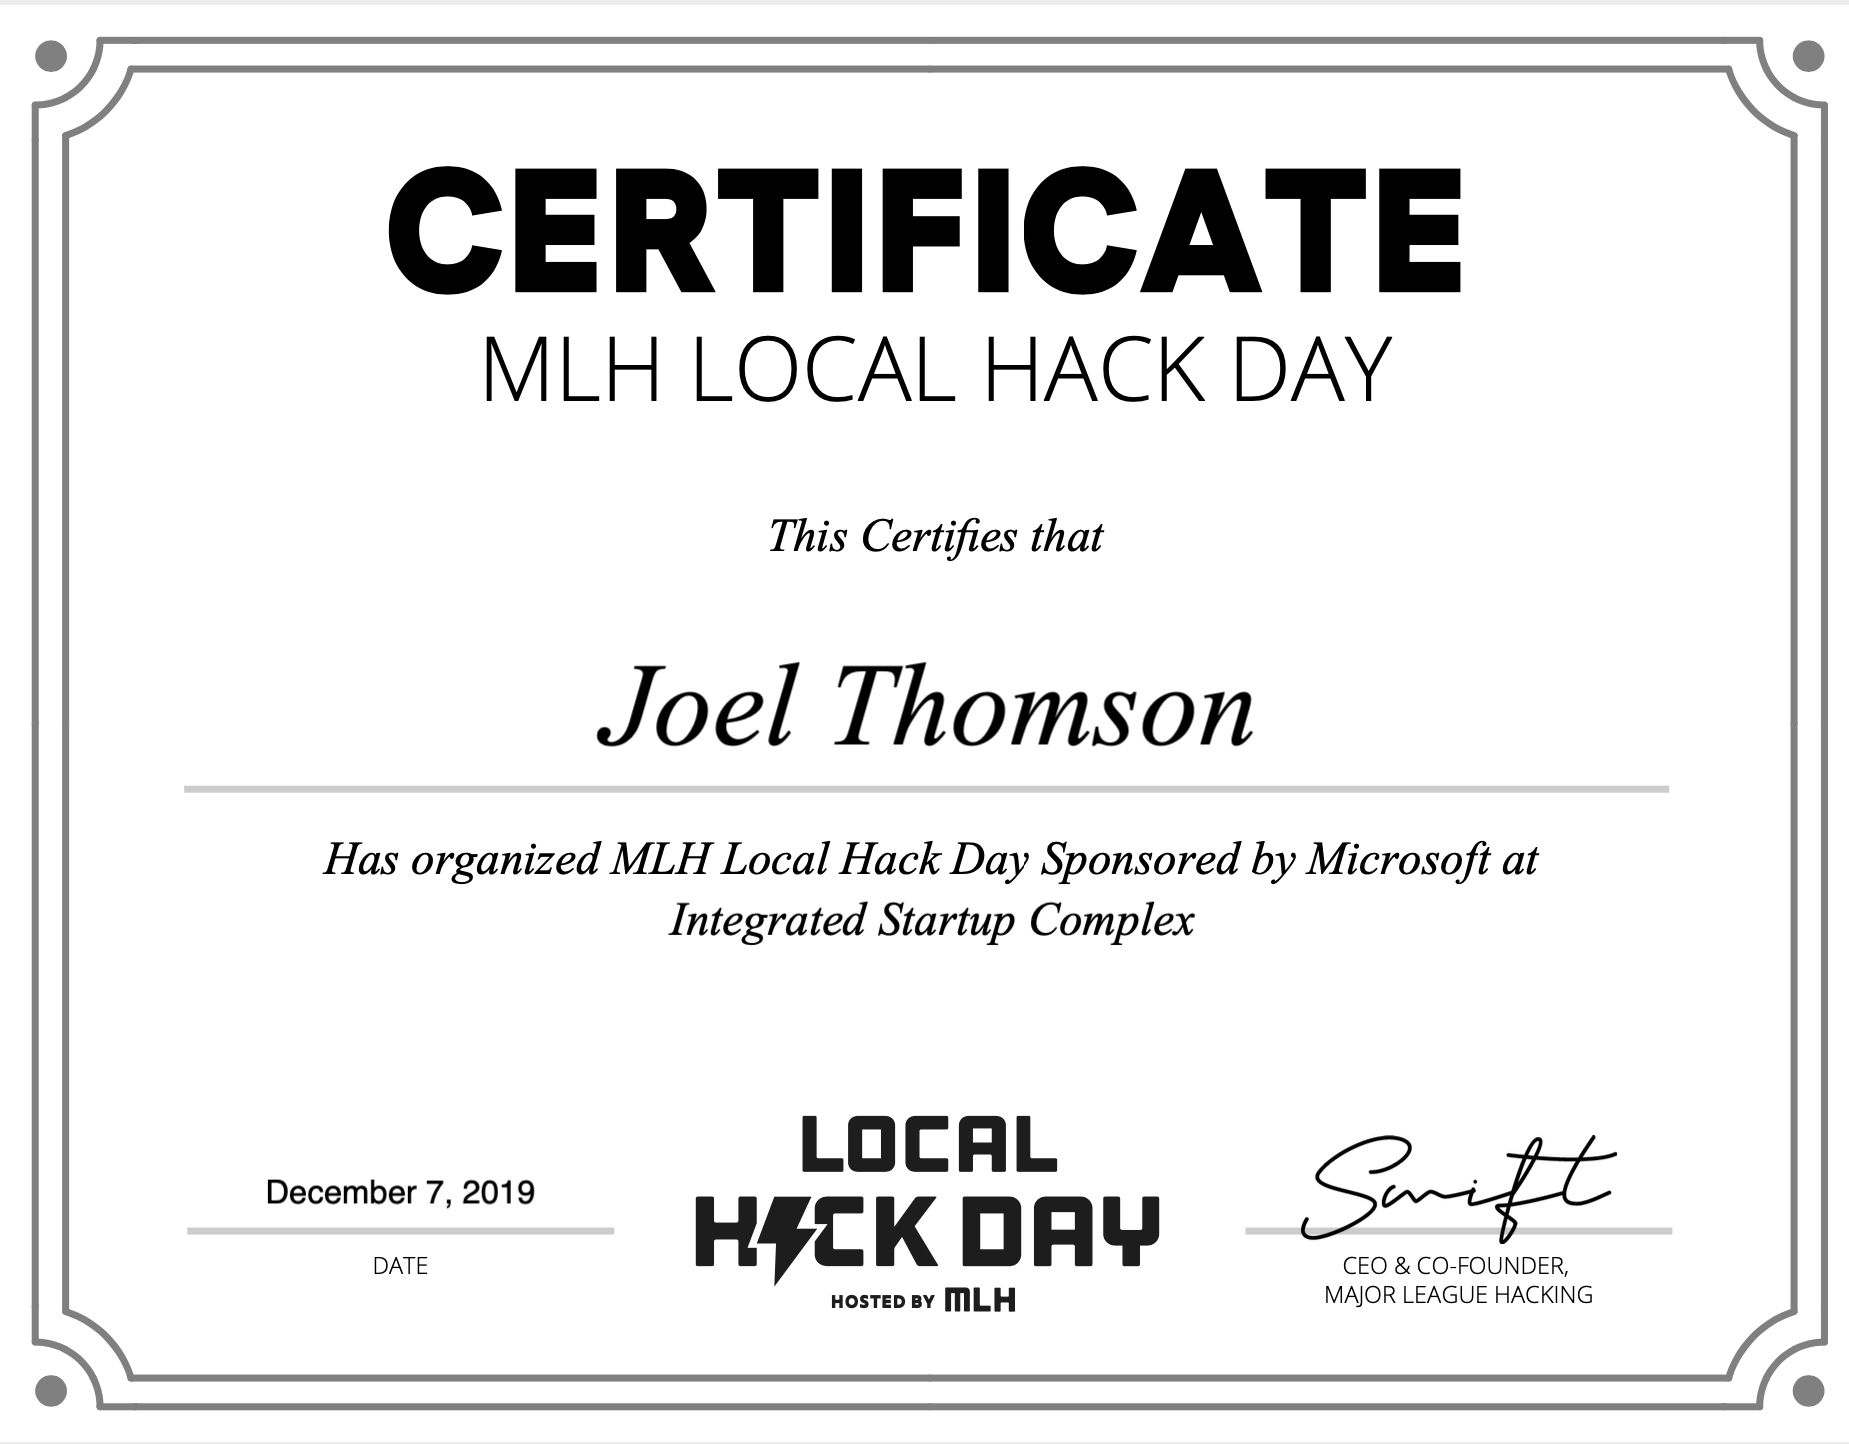 CERTIFICATE
MLH LOCAL HACK DAY
This Certifies that
Joel Thomson
Has organized MLH Local Hack Day Sponsored by Microsoft at
Integrated Startup Complex
December 7, 2019
DATE
LOCAL
HACK DAY
HOSTED BY MLH
Swift
CEO & CO-FOUNDER,
MAJOR LEAGUE HACKING